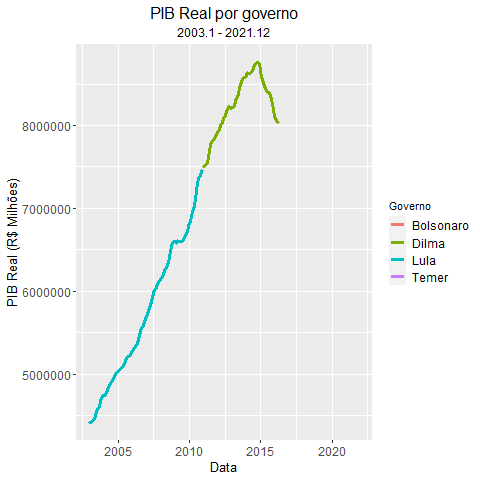 PIB Real por governo
2003.1 - 2021.12
PIB Real (R$ Milhões)
8000000
7000000
6000000
5000000
2005
2010
2015
2020
Data
Governo
Bolsonaro
Dilma
Lula
Temer